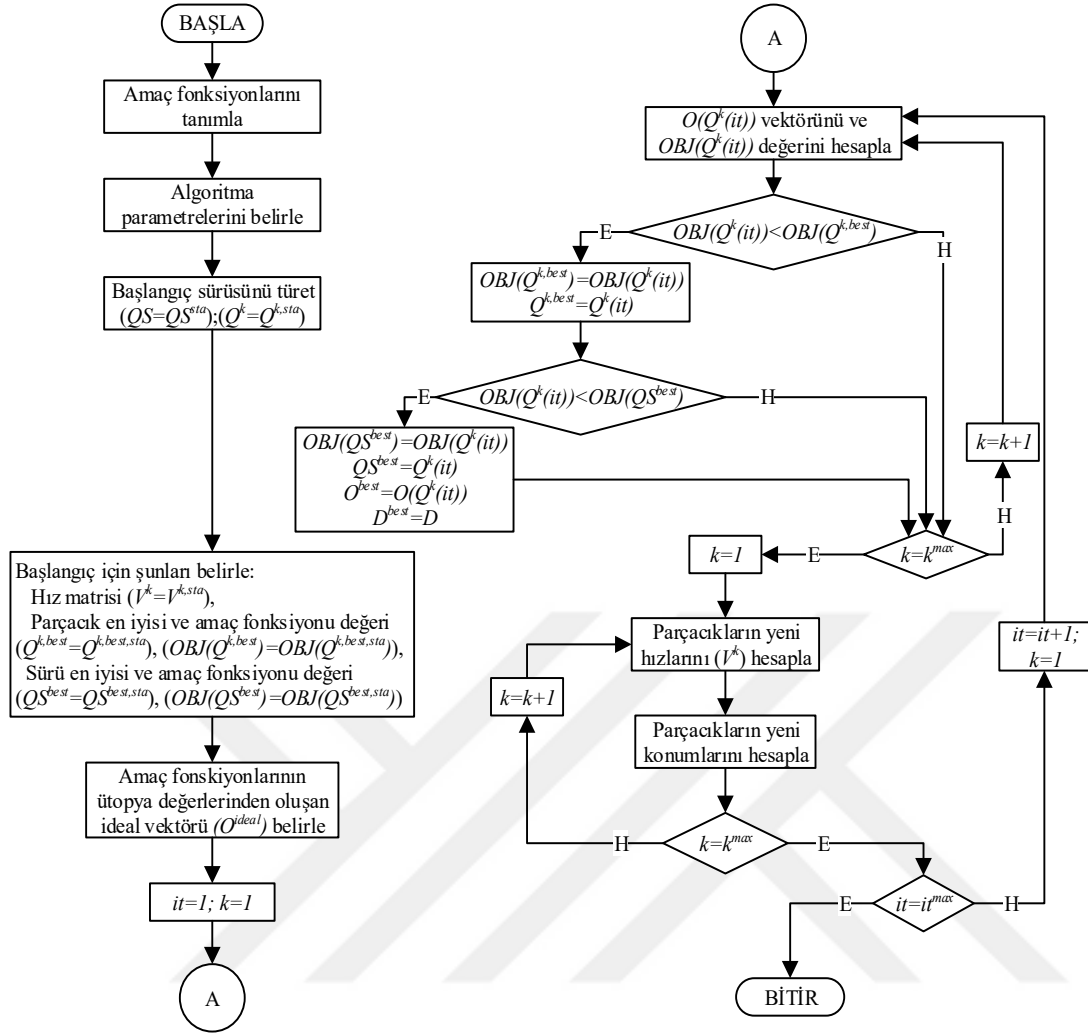 BAŞLA
Amaç fonksiyonlarını
tanımla
Algoritma
parametrelerini belirle
Başlangıç sürüsünü türet
(QS=QS^sta);(Q^k=Q^k,sta)
Başlangıç için şunları belirle:
Hız matrisi (V^k=V^k,sta),
Parçacık en iyisi ve amaç fonksiyonu değeri
(Q^k,best=Q^k,best,sta), (OBJ(Q^k,best)=OBJ(Q^k,best,sta)),
Sürü en iyisi ve amaç fonksiyonu değeri
(QS^best=QS^best,sta), (OBJ(QS^best)=OBJ(QS^best,sta))
Amaç fonskiyonlarının
ütopya değerlerinden oluşan
ideal vektörü (O^ideal) belirle
it=1; k=1
A
A
O(Q^k(it)) vektörünü ve
OBJ(Q^k(it)) değerini hesapla
OBJ(Q^k(it))<OBJ(Q^k,best)
E
H
OBJ(Q^k,best)=OBJ(Q^k(it))
Q^k,best=Q^k(it)
OBJ(Q^k(it))<OBJ(QS^best)
E
H
OBJ(QS^best)=OBJ(Q^k(it))
QS^best=Q^k(it)
O^best=O(Q^k(it))
D^best=D
k=k+1
H
k=k^max
E
k=1
Parçacıkların yeni
hızlarını (V^k) hesapla
k=k+1
Parçacıkların yeni
konumlarını hesapla
k=k^max
H
E
it=it+1;
k=1
it=it^max
E
H
BİTİR